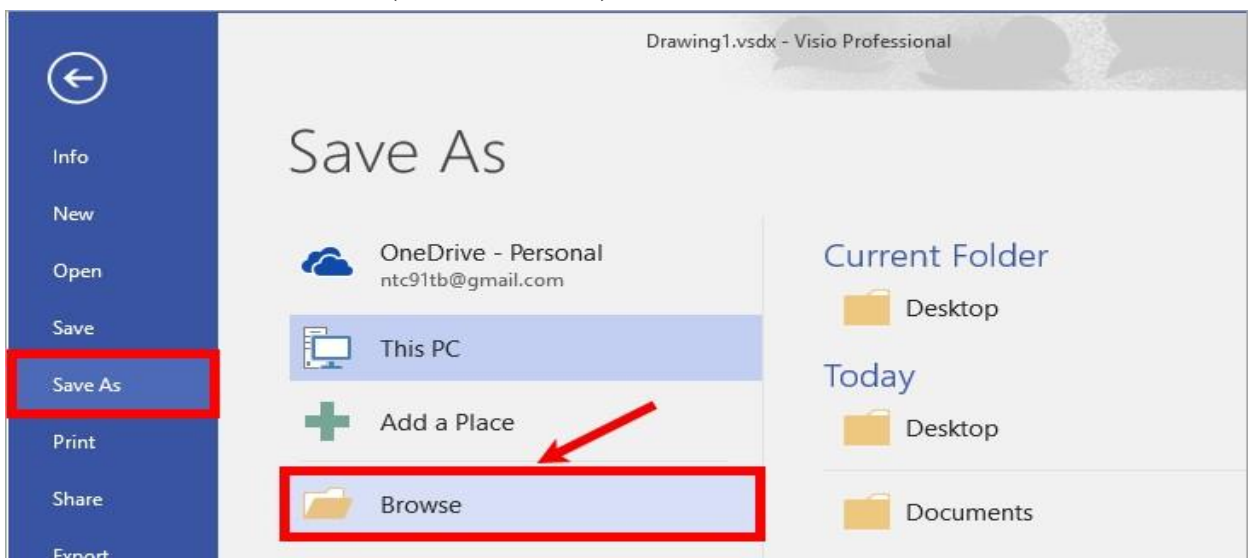 Drawing1.vsdx - Visio Professional
Info
New
Open
Save
Save As
Print
Share
Export
Save As
OneDrive - Personal
ntc91tb@gmail.com
This PC
Add a Place
Browse
Current Folder
Desktop
Today
Desktop
Documents